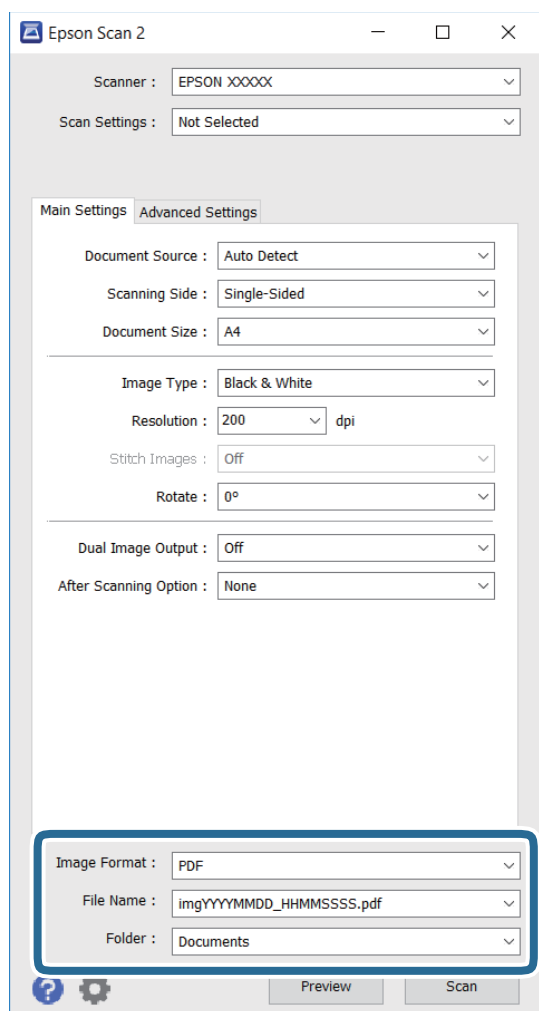 Epson Scan 2
Scanner : EPSON XXXXX
Scan Settings : Not Selected
Main Settings Advanced Settings
Document Source : Auto Detect
Scanning Side : Single-Sided
Document Size : A4
Image Type : Black & White
Resolution : 200 dpi
Stitch Images : Off
Rotate : 0°
Dual Image Output : Off
After Scanning Option : None
Image Format : PDF
File Name : imgYYYYMMDD_HHMMSSSS.pdf
Folder : Documents
? Preview Scan